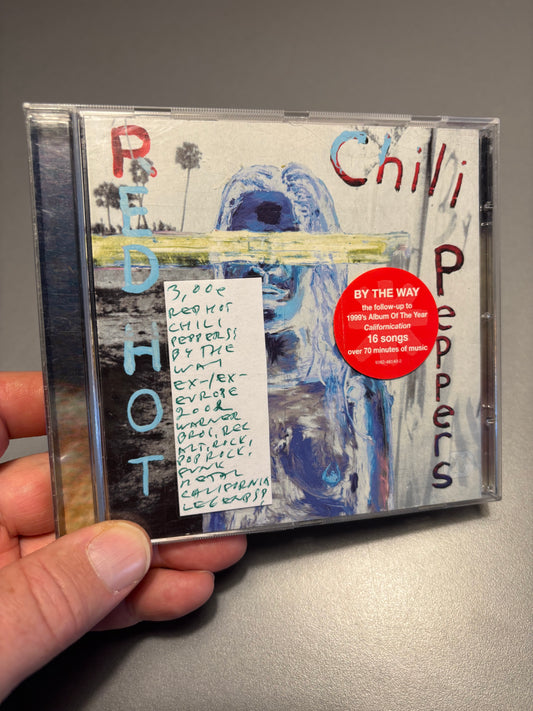 RED HOT
Chili
Peppers
3,00€
RED HOT
CHILI
PEPPERS:
BY THE
WAY
EX-/EX-
EUROPE
2002
WARNER
BROS, REC
ALT. ROCK,
POP ROCK,
PUNK
METAL
CALIFORNIA
LEGENDS!
BY THE WAY
the follow-up to
1999's Album Of The Year
Californication
16 songs
over 70 minutes of music